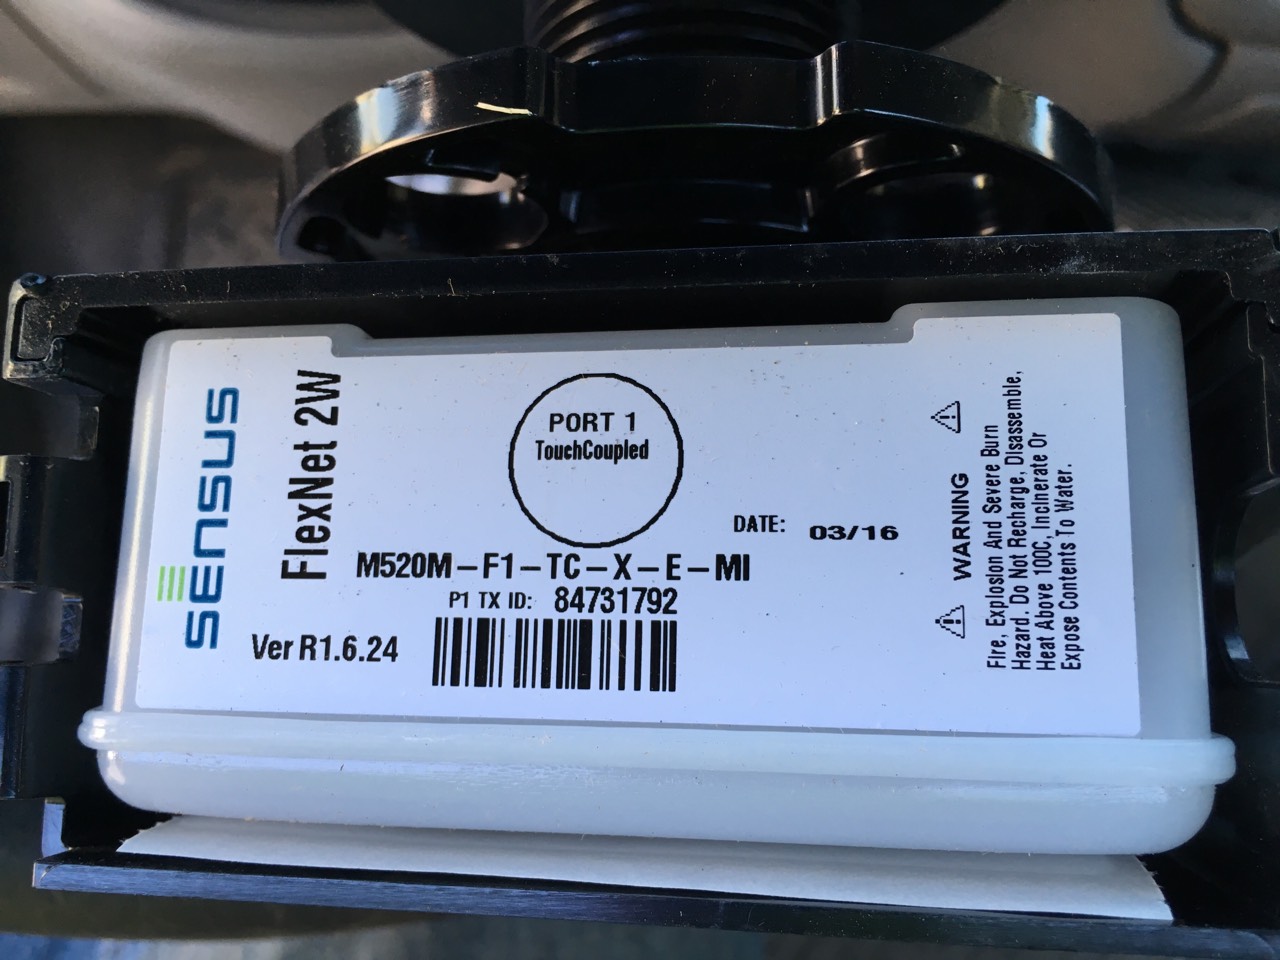 SENSUS
FlexNet 2W
PORT 1
TouchCoupled
DATE: 03/16
M520M-F1-TC-X-E-MI
P1 TX ID: 84731792
Ver R1.6.24
WARNING
Fire, Explosion And Severe Burn
Hazard. Do Not Recharge, Disassemble,
Heat Above 100C, Incinerate Or
Expose Contents To Water.